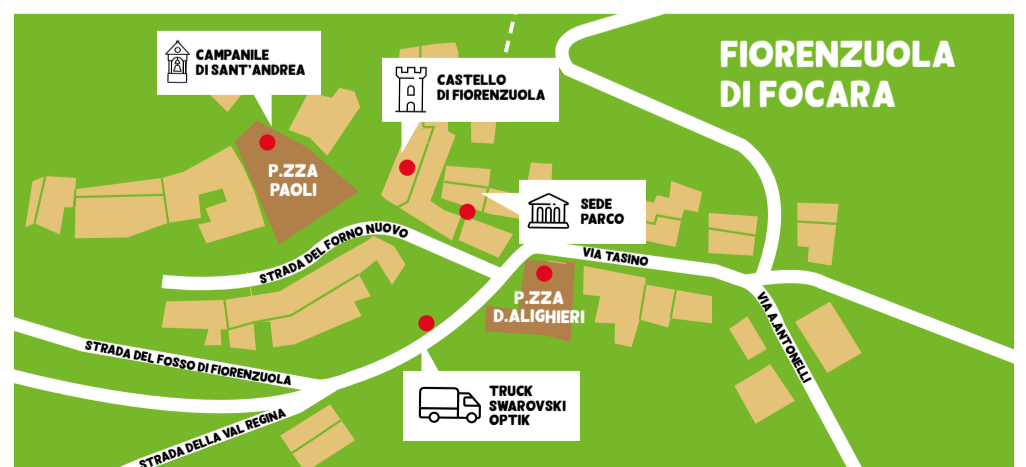 FIORENZUOLA
DI FOCARA
CAMPANILE
DI SANT'ANDREA
CASTELLO
DI FIORENZUOLA
P.ZZA
PAOLI
SEDE
PARCO
STRADA DEL FORNO NUOVO
VIA TASINO
P.ZZA
D.ALIGHIERI
VIA A.ANTONELLI
STRADA DEL FOSSO DI FIORENZUOLA
TRUCK
SWAROVSKI
OPTIK
STRADA DELLA VAL REGINA